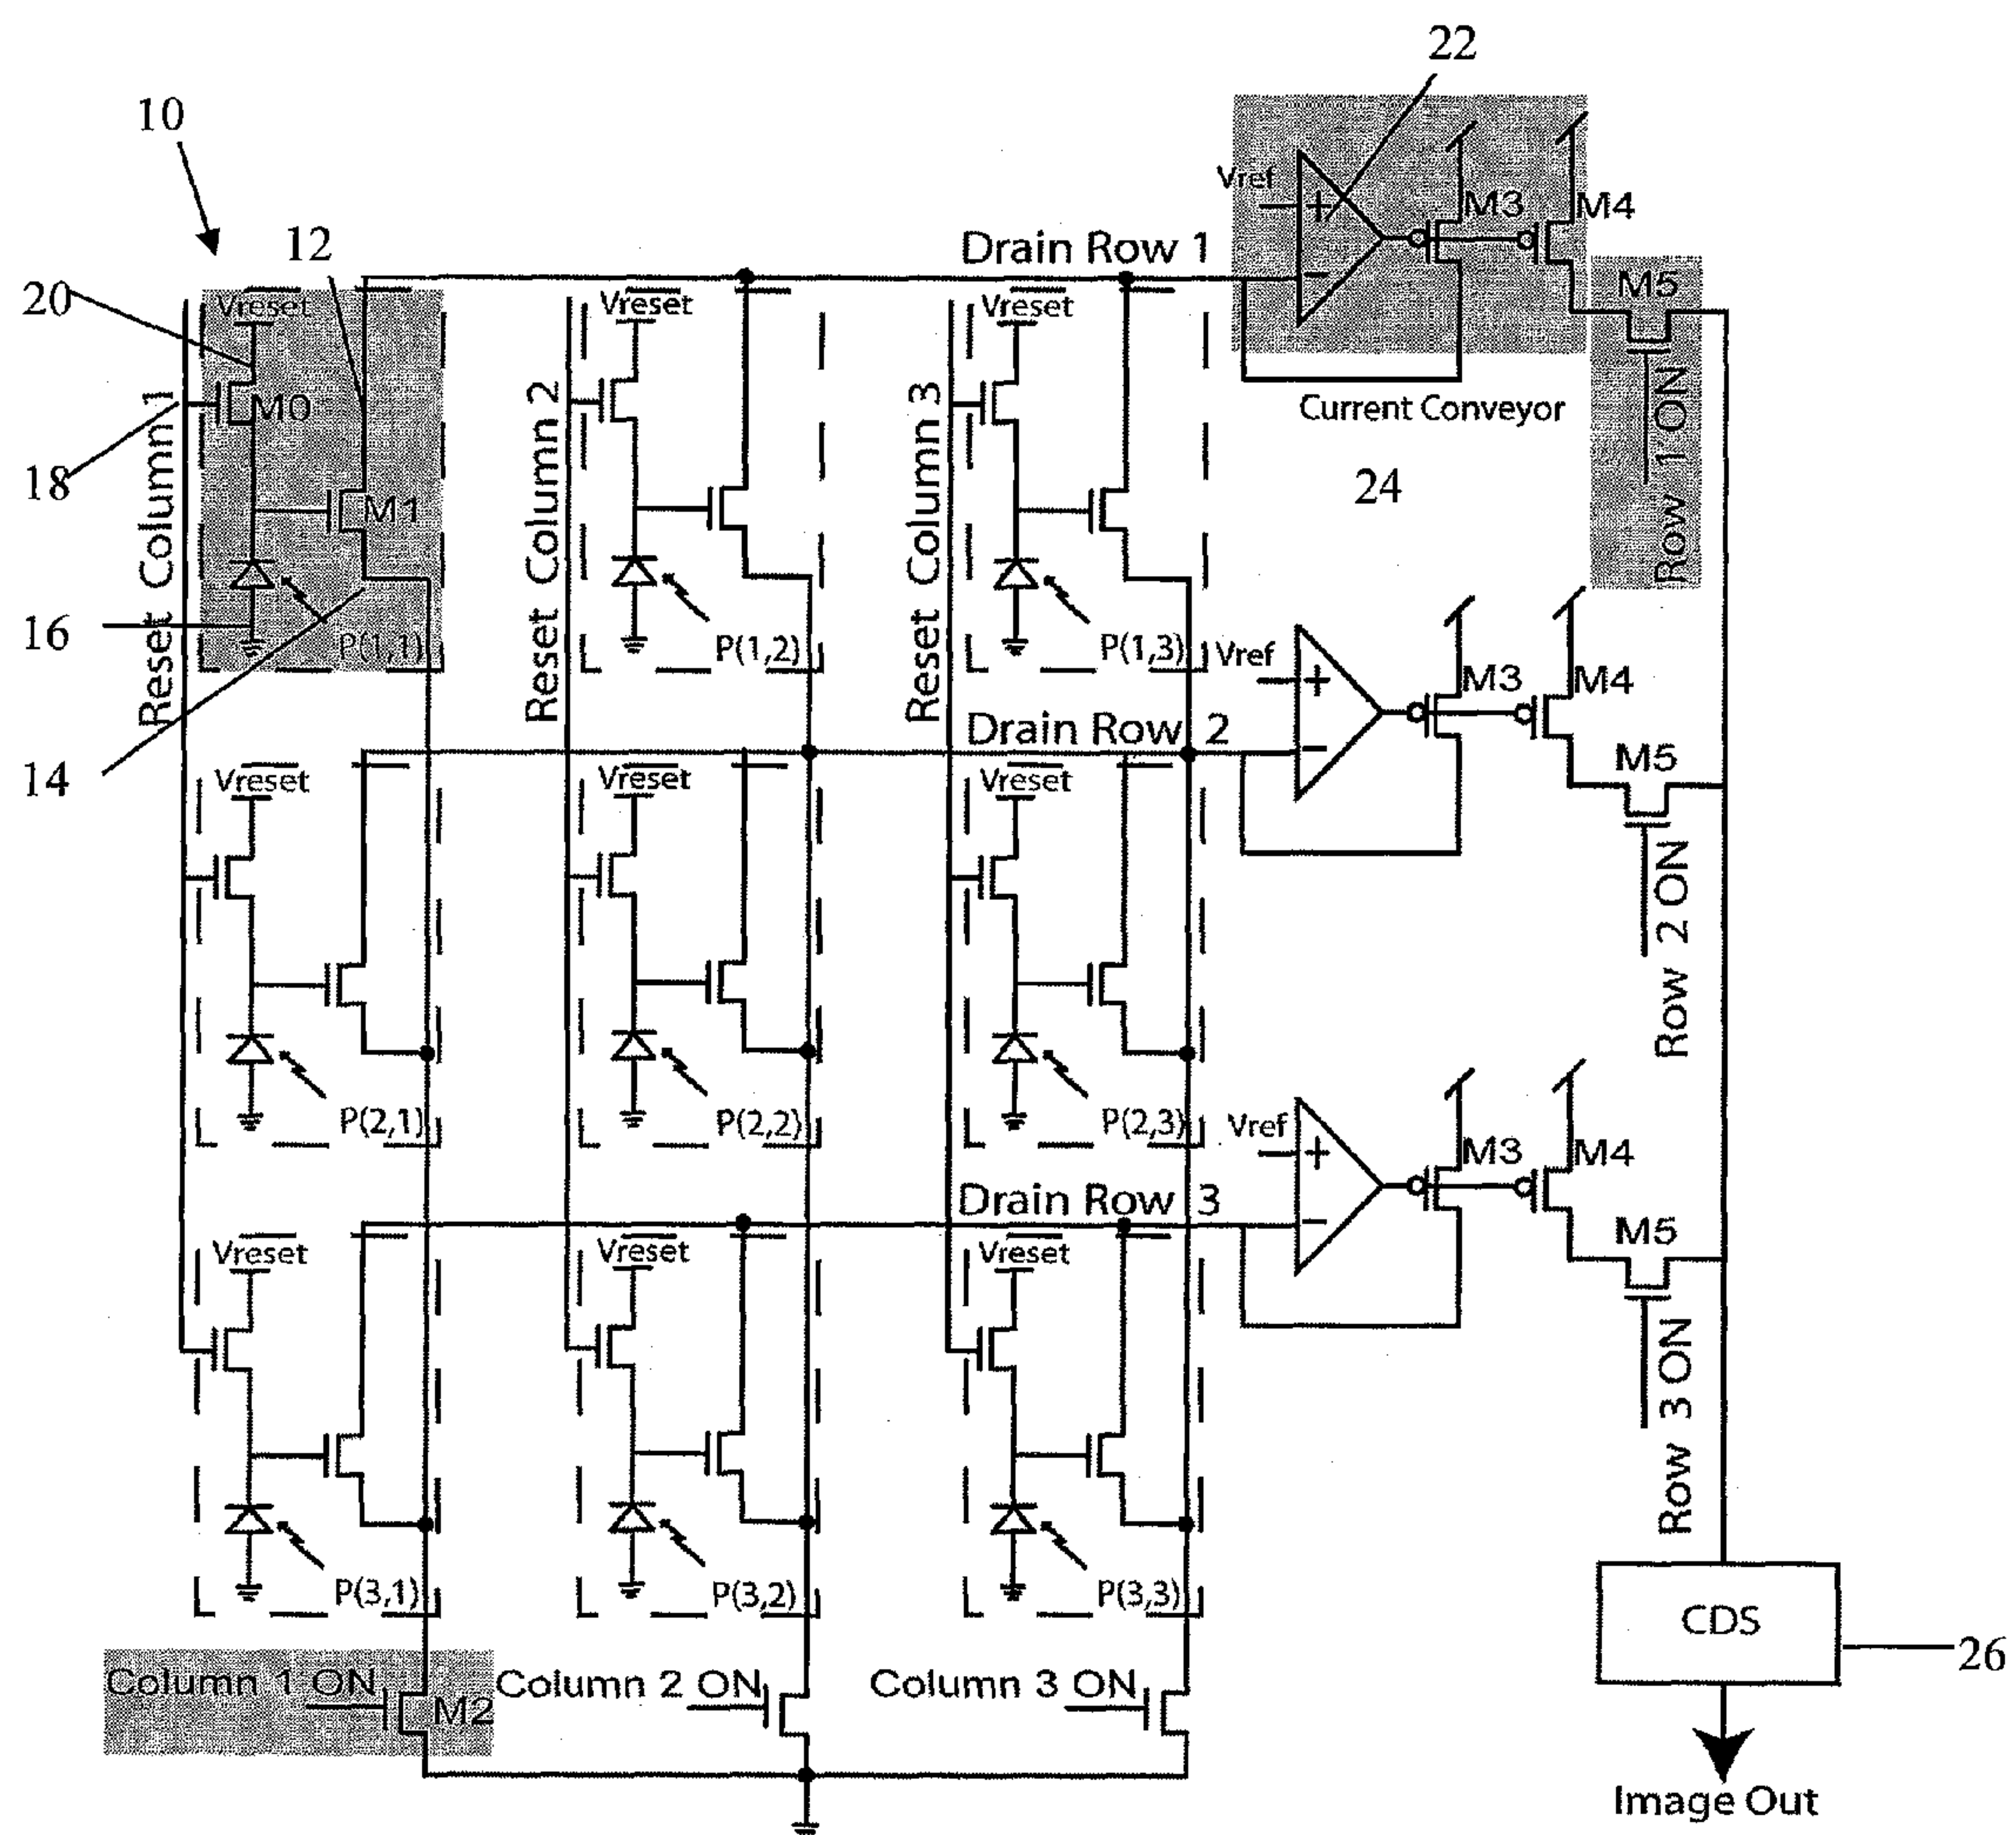 22
10
Vref
+
M3
M4
12
Drain Row 1
−
M5
20
Vreset
Vreset
Vreset
M0
Reset Column 1
Reset Column 2
Reset Column 3
Current Conveyor
Row 1 ON
18
24
M1
16
P(1,1)
P(1,2)
P(1,3)
Vref
+
M3
M4
Drain Row 2
−
M5
14
Vreset
Vreset
Vreset
Row 2 ON
P(2,1)
P(2,2)
P(2,3)
Vref
+
M3
M4
Drain Row 3
−
M5
Vreset
Vreset
Vreset
Row 3 ON
P(3,1)
P(3,2)
P(3,3)
CDS
26
Column 1 ON
M2
Column 2 ON
Column 3 ON
Image Out